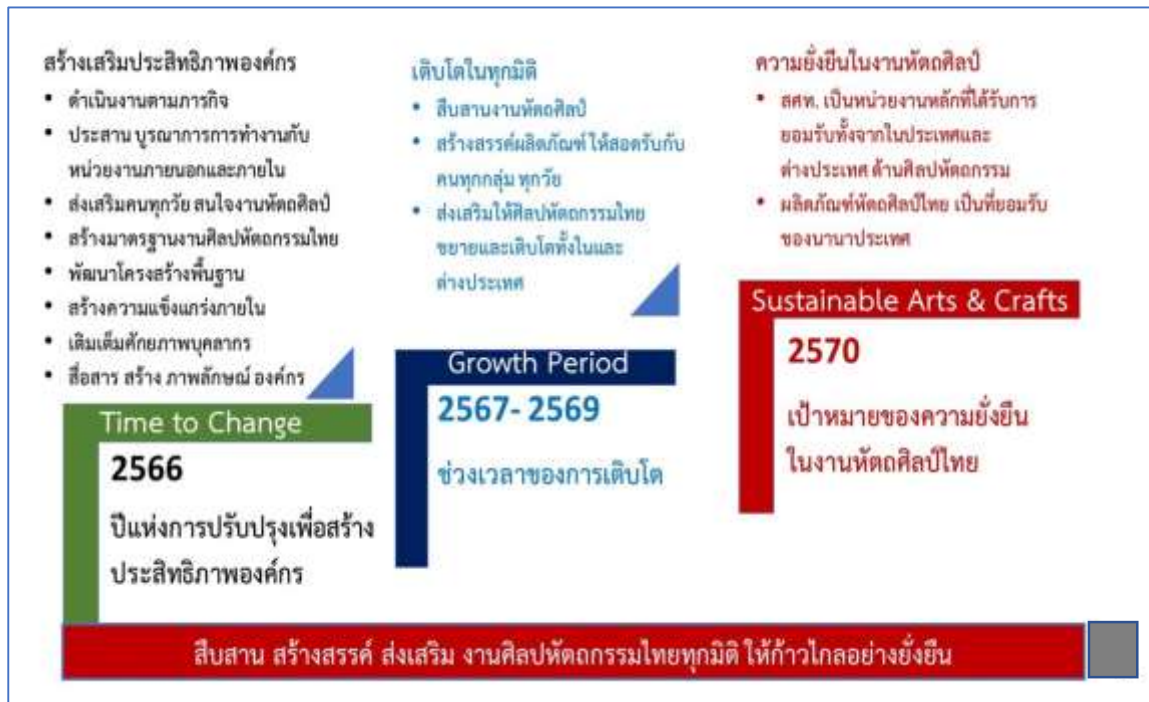 สร้างเสริมประสิทธิภาพองค์กร
• ดำเนินงานตามภารกิจ
• ประสาน บูรณาการการทำงานกับ
หน่วยงานภายนอกและภายใน
• ส่งเสริมคนทุกวัย สนใจงานหัตถศิลป์
• สร้างมาตรฐานงานศิลปหัตถกรรมไทย
• พัฒนาโครงสร้างพื้นฐาน
• สร้างความแข็งแกร่งภายใน
• เติมเต็มศักยภาพบุคลากร
• สื่อสาร สร้าง ภาพลักษณ์ องค์กร
Time to Change
2566
ปีแห่งการปรับปรุงเพื่อสร้าง
ประสิทธิภาพองค์กร
เติบโตในทุกมิติ
• สืบสานงานหัตถศิลป์
• สร้างสรรค์ผลิตภัณฑ์ ให้สอดรับกับ
คนทุกกลุ่ม ทุกวัย
• ส่งเสริมให้ศิลปหัตถกรรมไทย
ขยายและเติบโตทั้งในและ
ต่างประเทศ
Growth Period
2567- 2569
ช่วงเวลาของการเติบโต
ความยั่งยืนในงานหัตถศิลป์
• สศท. เป็นหน่วยงานหลักที่ได้รับการ
ยอมรับทั้งจากในประเทศและ
ต่างประเทศ ด้านศิลปหัตถกรรม
• ผลิตภัณฑ์หัตถศิลป์ไทย เป็นที่ยอมรับ
ของนานาประเทศ
Sustainable Arts & Crafts
2570
เป้าหมายของความยั่งยืน
ในงานหัตถศิลป์ไทย
สืบสาน สร้างสรรค์ ส่งเสริม งานศิลปหัตถกรรมไทยทุกมิติ ให้ก้าวไกลอย่างยั่งยืน